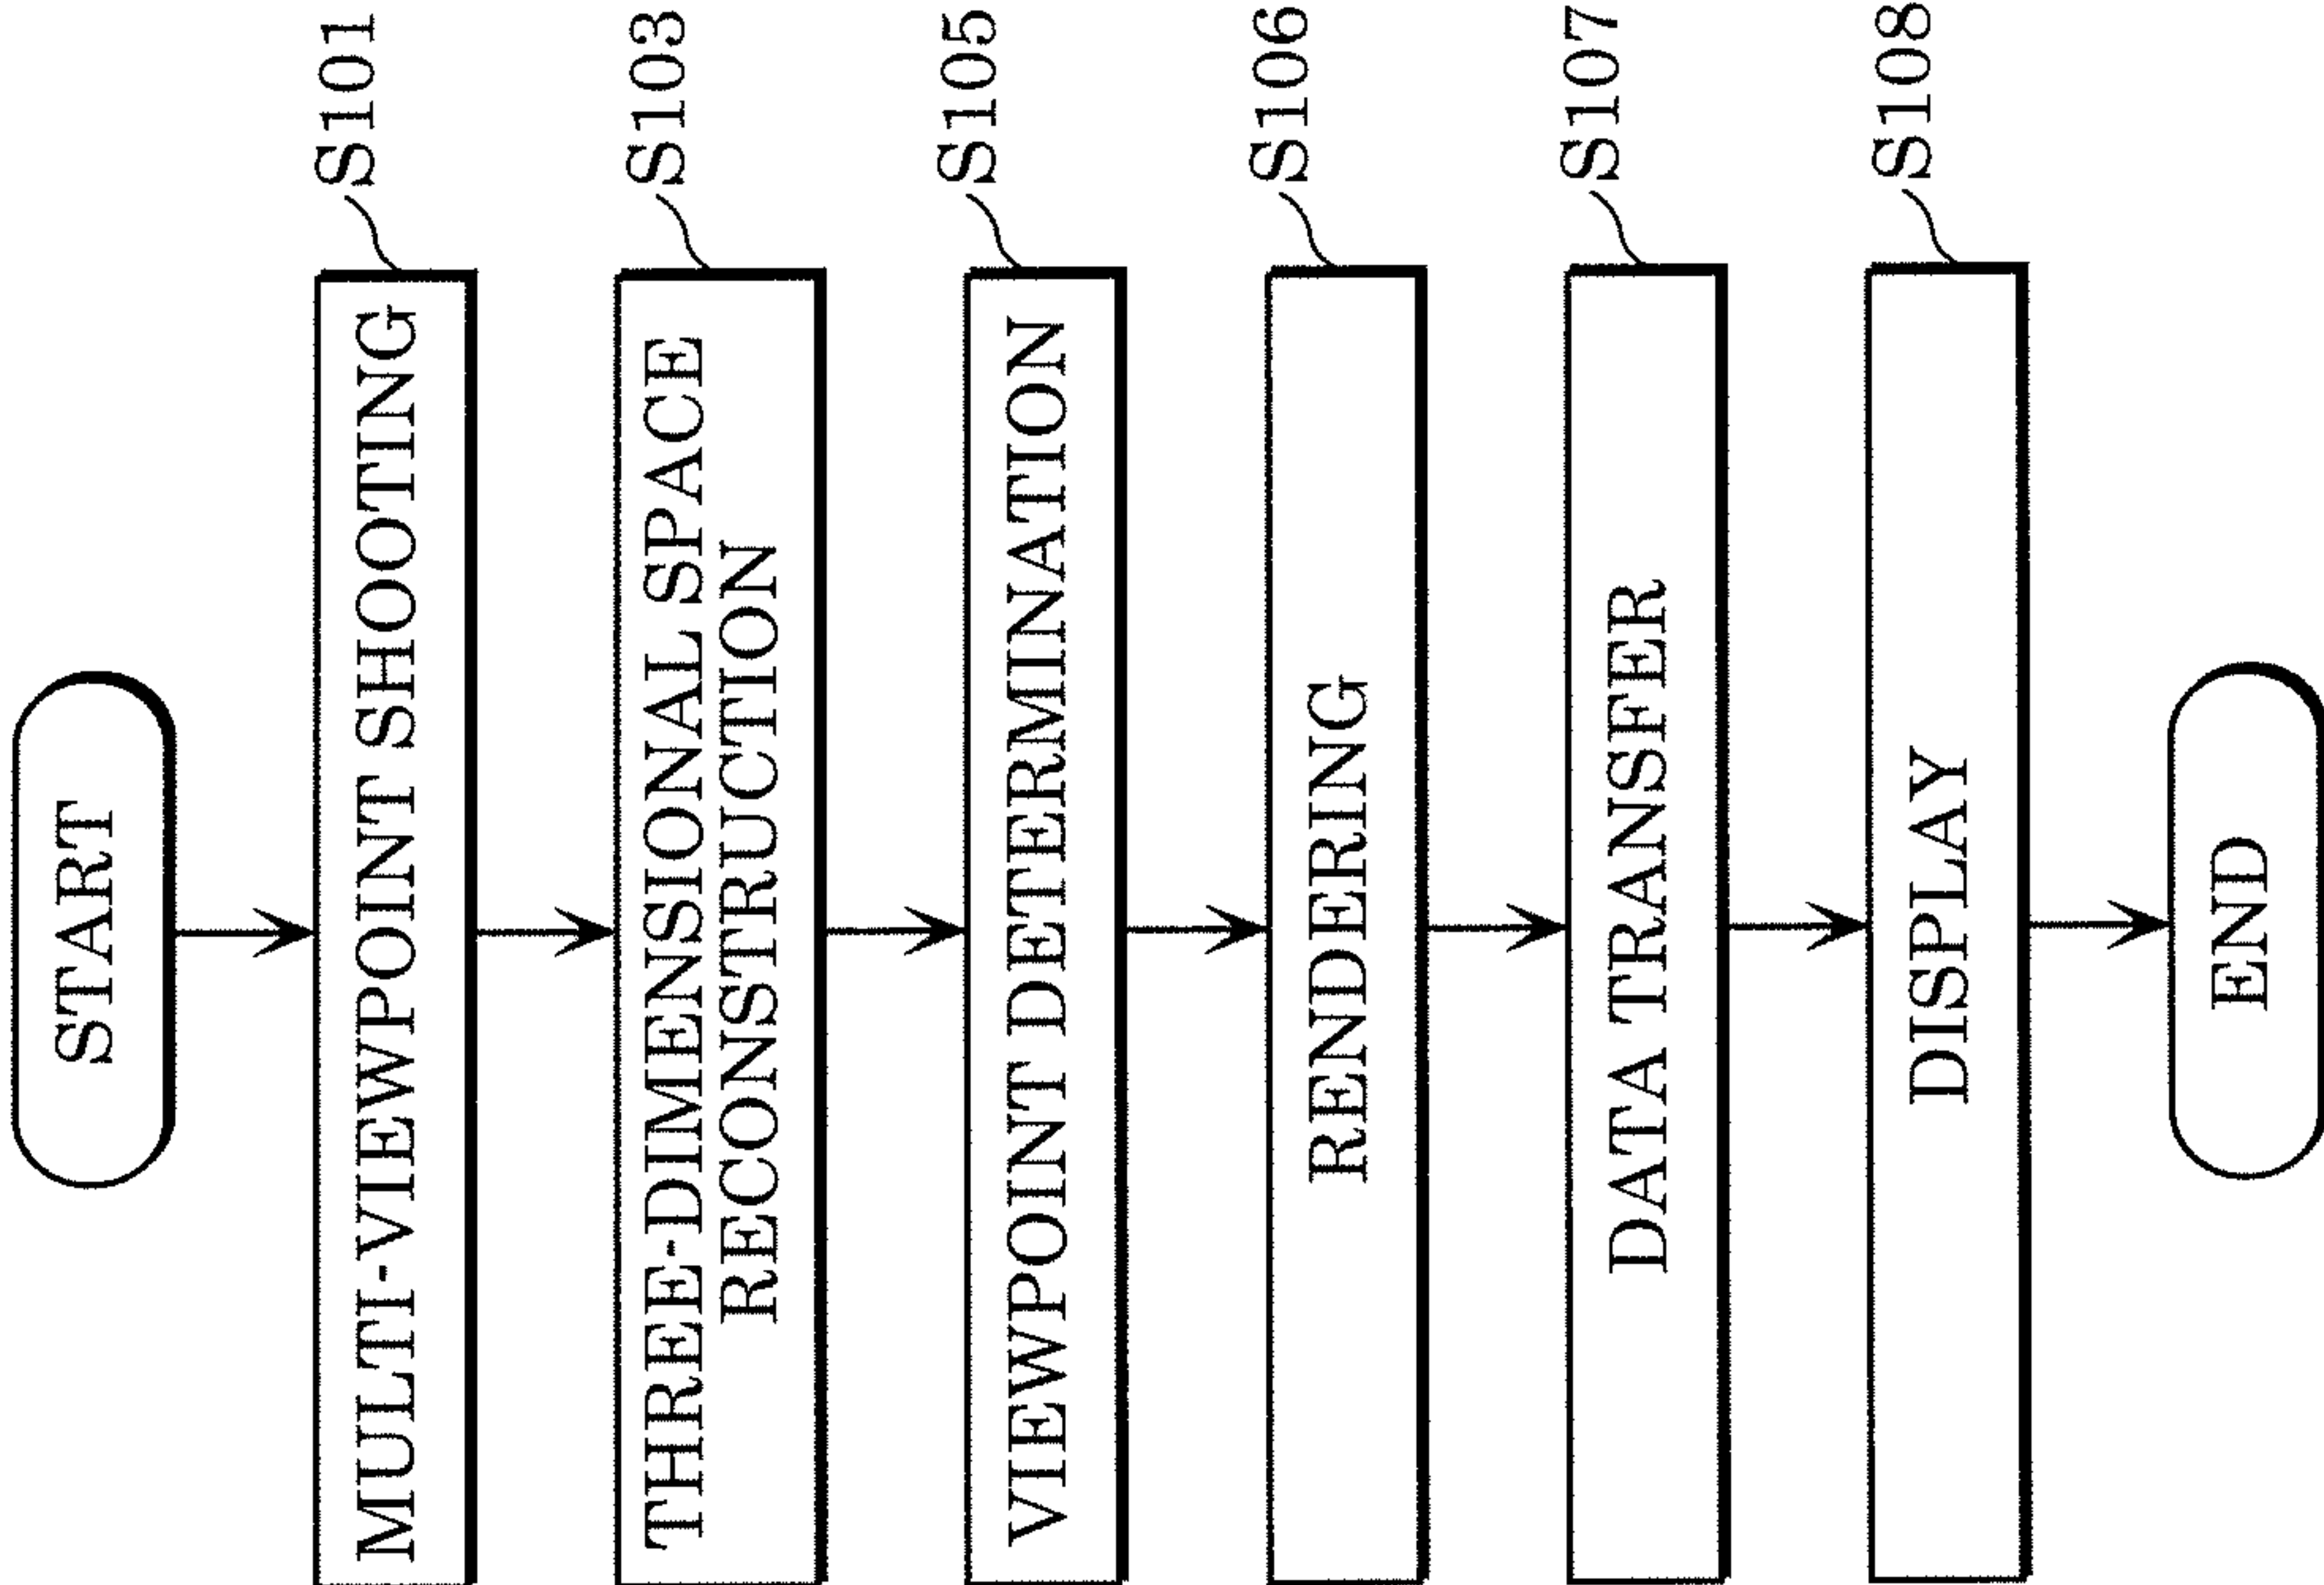 START
MULTI-VIEWPOINT SHOOTING
S101
THREE-DIMENSIONAL SPACE
RECONSTRUCTION
S103
VIEWPOINT DETERMINATION
S105
RENDERING
S106
DATA TRANSFER
S107
DISPLAY
S108
END